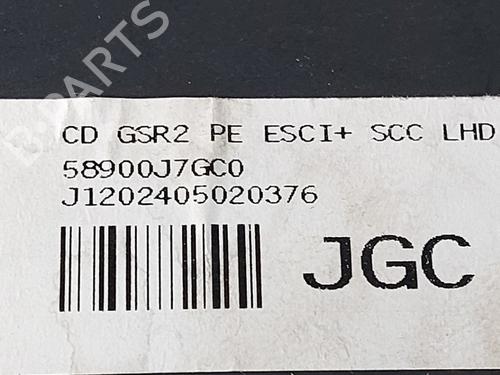 B-PARTS
CD GSR2 PE ESCI+ SCC LHD
58900J7GC0
J1202405020376
JGC